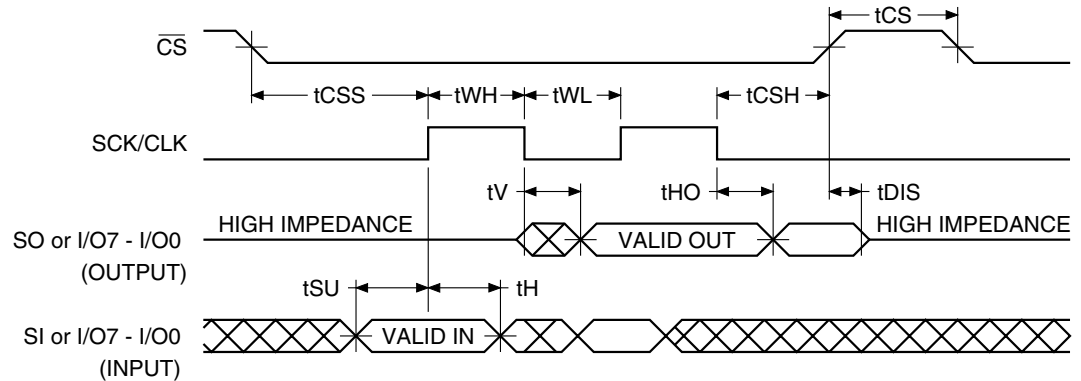 tCS
CS
tCSS tWH tWL tCSH
SCK/CLK
tV tHO tDIS
HIGH IMPEDANCE HIGH IMPEDANCE
SO or I/O7 - I/O0 VALID OUT
(OUTPUT)
tSU tH
SI or I/O7 - I/O0 VALID IN
(INPUT)